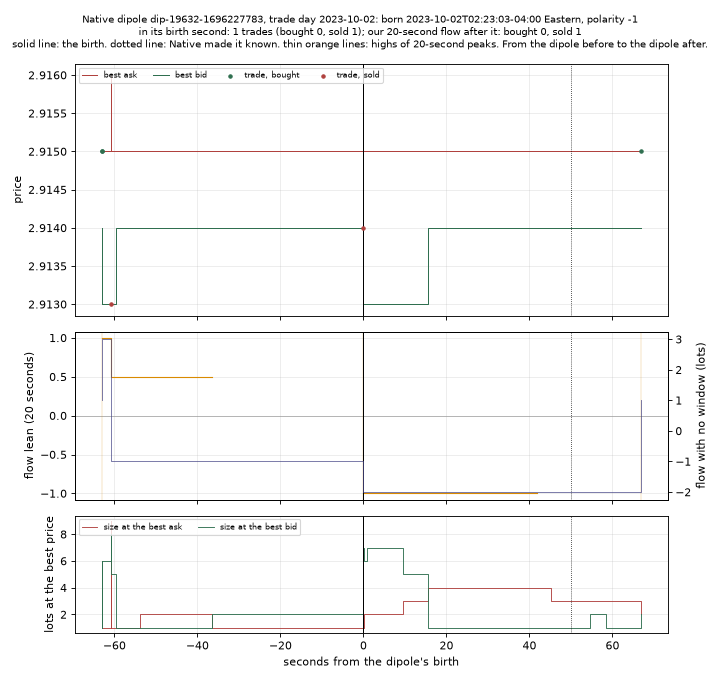 Native dipole dip-19632-1696227783, trade day 2023-10-02: born 2023-10-02T02:23:03-04:00 Eastern, polarity -1
in its birth second: 1 trades (bought 0, sold 1); our 20-second flow after it: bought 0, sold 1
solid line: the birth. dotted line: Native made it known. thin orange lines: highs of 20-second peaks. From the dipole before to the dipole after.
best ask best bid trade, bought trade, sold
2.9160
2.9155
2.9150
2.9145
2.9140
2.9135
2.9130
price
1.0
0.5
0.0
−0.5
−1.0
flow lean (20 seconds)
3
2
1
0
−1
−2
flow with no window (lots)
size at the best ask size at the best bid
8
6
4
2
lots at the best price
−60 −40 −20 0 20 40 60
seconds from the dipole's birth